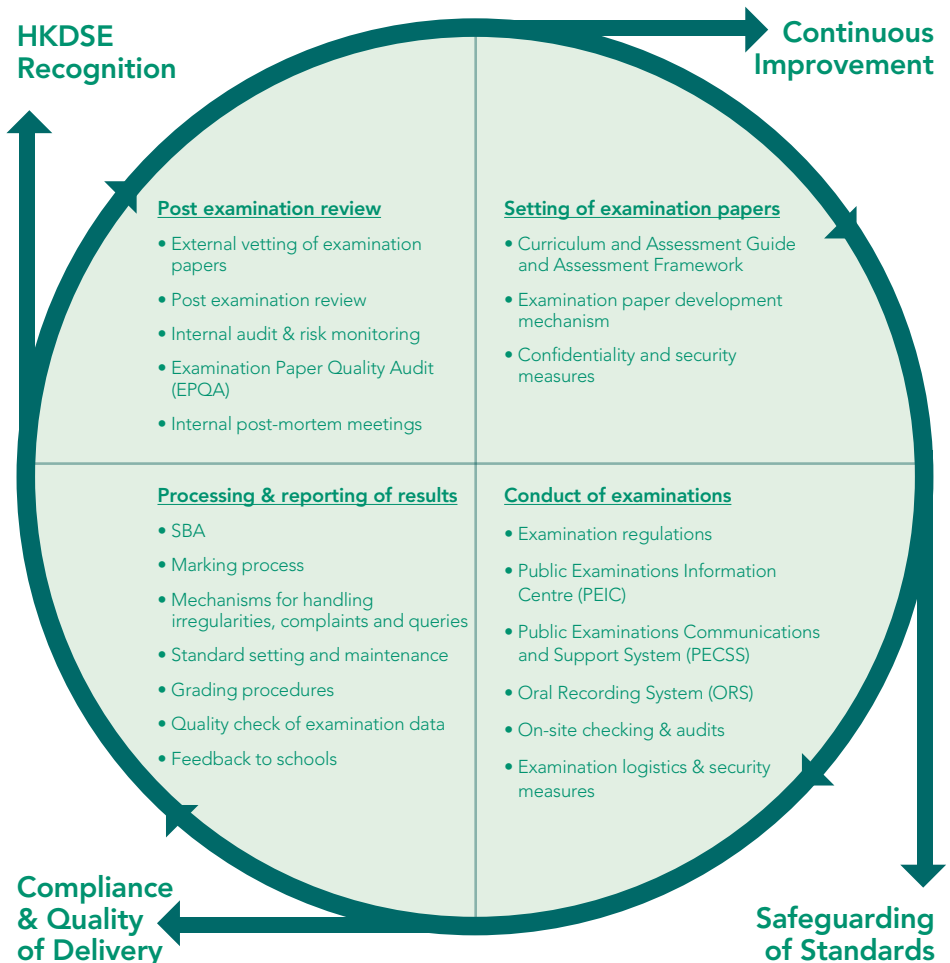 HKDSE
Recognition
Continuous
Improvement
Post examination review
• External vetting of examination
papers
• Post examination review
• Internal audit & risk monitoring
• Examination Paper Quality Audit
(EPQA)
• Internal post-mortem meetings
Setting of examination papers
• Curriculum and Assessment Guide
and Assessment Framework
• Examination paper development
mechanism
• Confidentiality and security
measures
Processing & reporting of results
• SBA
• Marking process
• Mechanisms for handling
irregularities, complaints and queries
• Standard setting and maintenance
• Grading procedures
• Quality check of examination data
• Feedback to schools
Conduct of examinations
• Examination regulations
• Public Examinations Information
Centre (PEIC)
• Public Examinations Communications
and Support System (PECSS)
• Oral Recording System (ORS)
• On-site checking & audits
• Examination logistics & security
measures
Compliance
& Quality
of Delivery
Safeguarding
of Standards